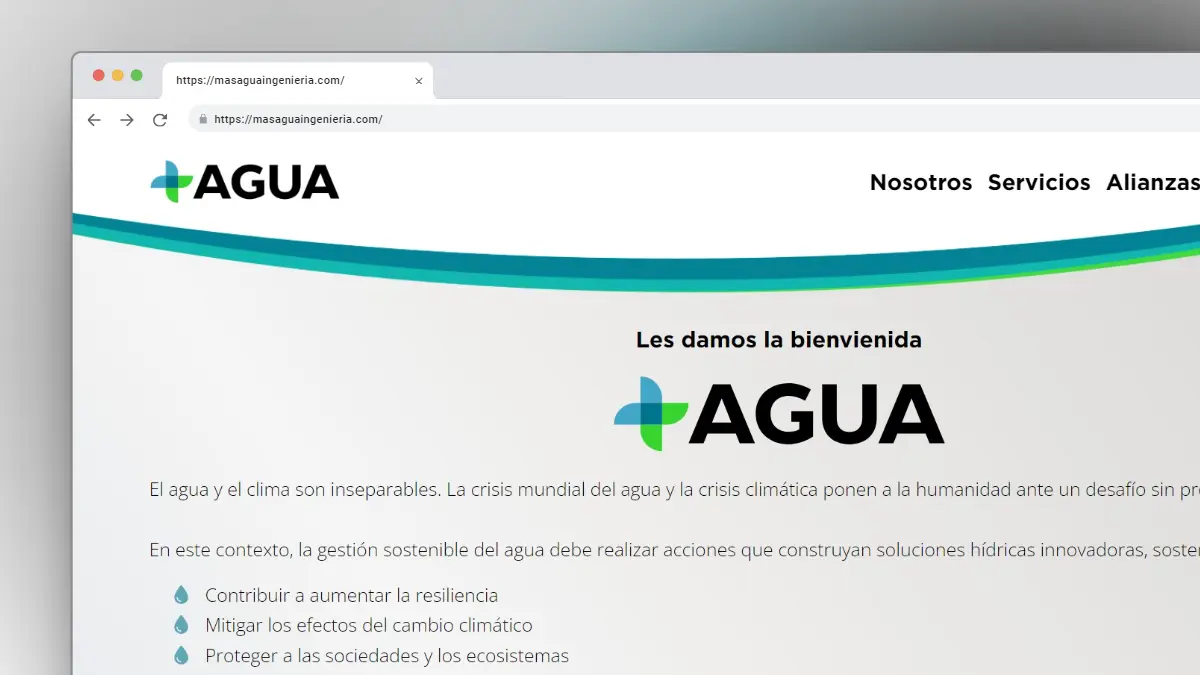 https://masaguaingenieria.com/
https://masaguaingenieria.com/
AGUA
Nosotros Servicios Alianzas
Les damos la bienvenida
AGUA
El agua y el clima son inseparables. La crisis mundial del agua y la crisis climática ponen a la humanidad ante un desafío sin
En este contexto, la gestión sostenible del agua debe realizar acciones que construyan soluciones hídricas innovadoras,
Contribuir a aumentar la resiliencia
Mitigar los efectos del cambio climático
Proteger a las sociedades y los ecosistemas